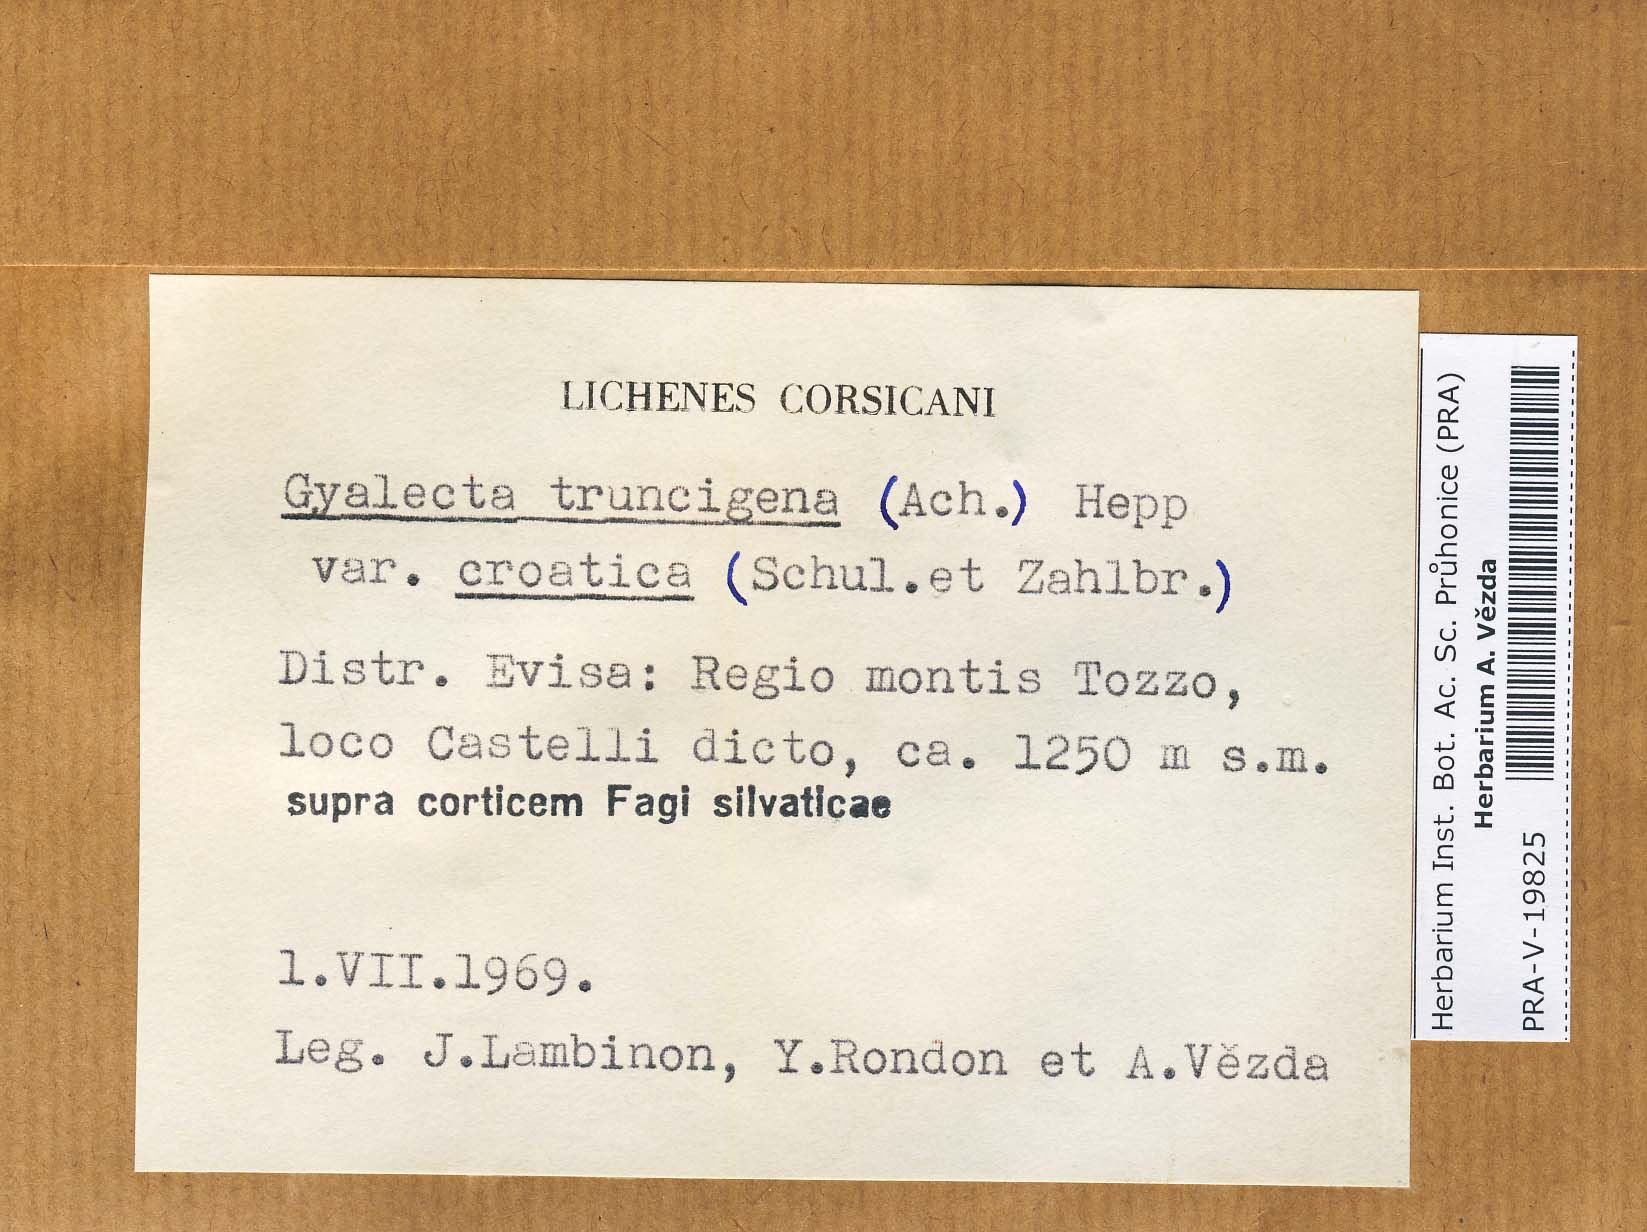 LICHENES CORSICANI
Gyalecta truncigena (Ach.) Hepp
var. croatica (Schul.et Zahlbr.)
Distr. Evisa: Regio montis Tozzo,
loco Castelli dicto, ca. 1250 m s.m.
supra corticem Fagi silvaticae
1.VII.1969.
Leg. J.Lambinon, Y.Rondon et A.Vězda
Herbarium Inst. Bot. Ac. Sc. Průhonice (PRA)
Herbarium A. Vězda
PRA-V-19825